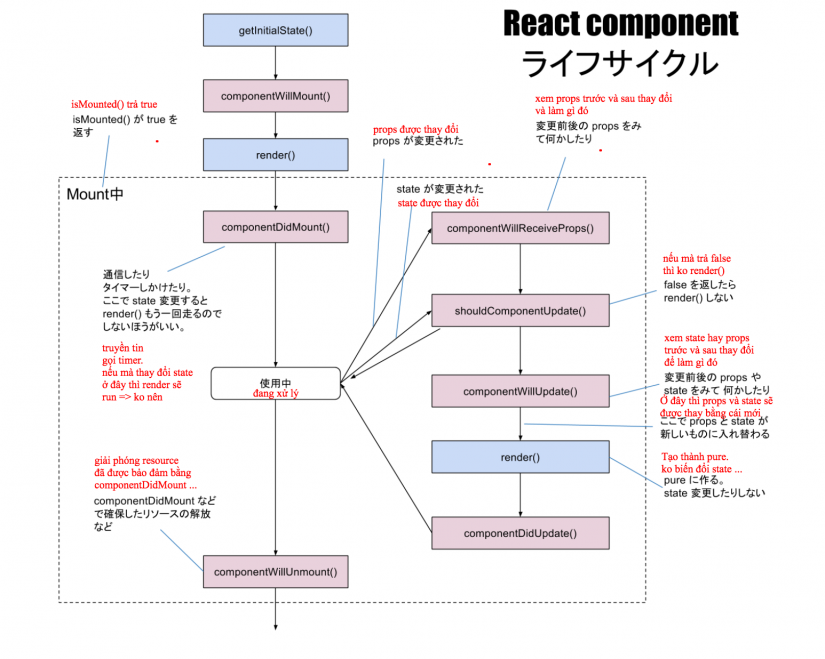 React component
ライフサイクル
getInitialState()
componentWillMount()
isMounted() trả true
isMounted() が true を
返す
render()
Mount中
componentDidMount()
通信したり
タイマーしかけたり。
ここで state 変更すると
render() もう一回走るので
しないほうがいい。
truyền tin
gọi timer.
nếu mà thay đổi state
ở đây thì render sẽ
run => ko nên
使用中
đang xử lý
giải phóng resource
đã được bảo đảm bằng
componentDidMount ...
componentDidMount など
で確保したリソースの解放
など
componentWillUnmount()
props được thay đổi
props が変更された
state が変更された
state được thay đổi
xem props trước và sau thay đổi
và làm gì đó
変更前後の props をみ
て何かしたり
componentWillReceiveProps()
nếu mà trả false
thì ko render()
false を返したら
render() しない
shouldComponentUpdate()
xem state hay props
trước và sau thay đổi
để làm gì đó
変更前後の props や
state をみて 何かしたり
componentWillUpdate()
Ở đây thì props và state sẽ
được thay bằng cái mới
ここで props と state が
新しいものに入れ替わる
render()
Tạo thành pure.
ko biến đổi state ...
pure に作る。
state 変更したりしない
componentDidUpdate()